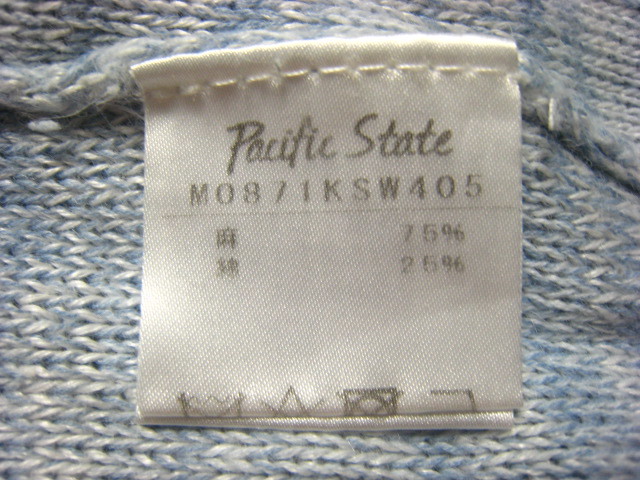 Pacific State
M0871KSW405
麻 75%
綿 25%